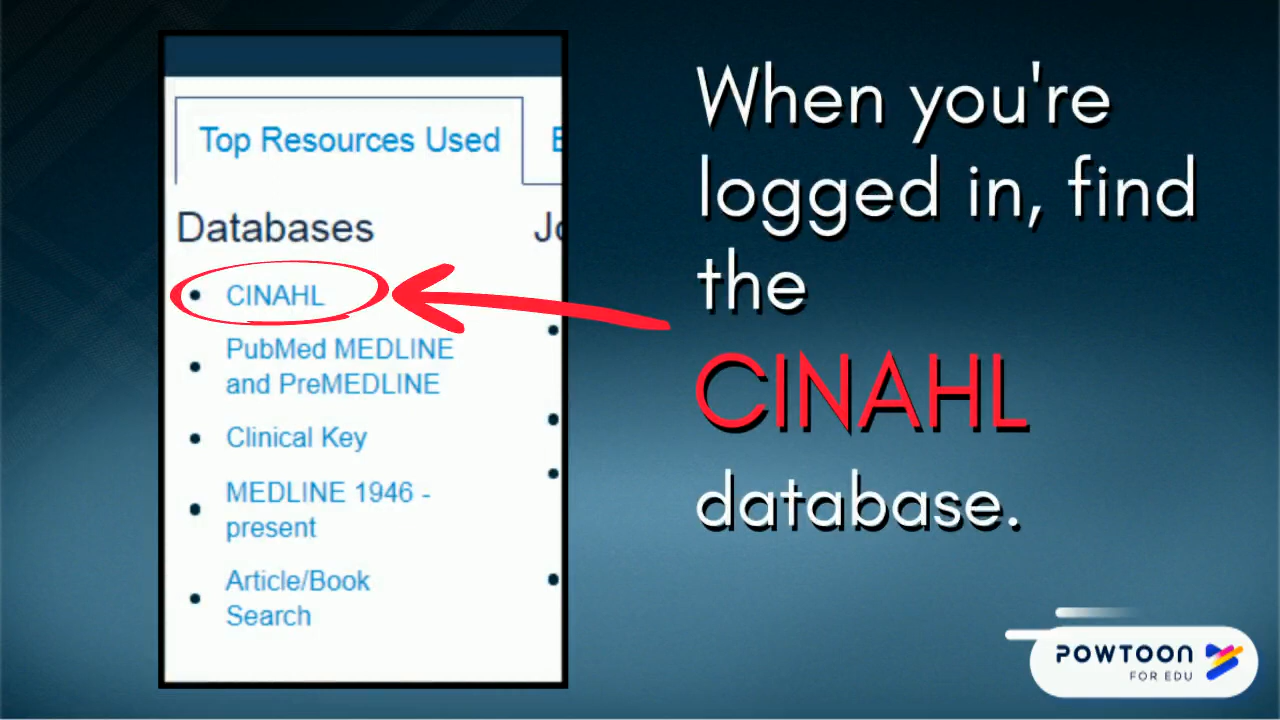 Top Resources Used
Databases
CINAHL
PubMed MEDLINE
and PreMEDLINE
Clinical Key
MEDLINE 1946 -
present
Article/Book
Search
When you're
logged in, find
the
CINAHL
database.
POWTOON
FOR EDU